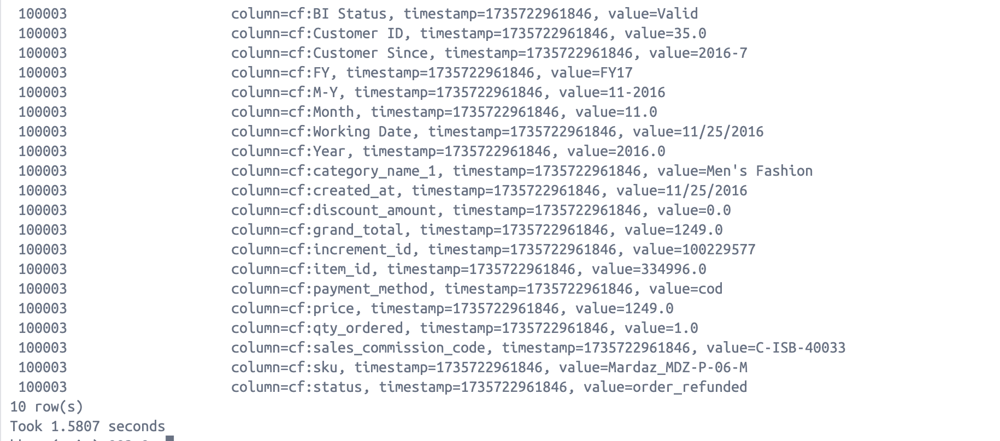 100003 column=cf:BI Status, timestamp=1735722961846, value=Valid
100003 column=cf:Customer ID, timestamp=1735722961846, value=35.0
100003 column=cf:Customer Since, timestamp=1735722961846, value=2016-7
100003 column=cf:FY, timestamp=1735722961846, value=FY17
100003 column=cf:M-Y, timestamp=1735722961846, value=11-2016
100003 column=cf:Month, timestamp=1735722961846, value=11.0
100003 column=cf:Working Date, timestamp=1735722961846, value=11/25/2016
100003 column=cf:Year, timestamp=1735722961846, value=2016.0
100003 column=cf:category_name_1, timestamp=1735722961846, value=Men's Fashion
100003 column=cf:created_at, timestamp=1735722961846, value=11/25/2016
100003 column=cf:discount_amount, timestamp=1735722961846, value=0.0
100003 column=cf:grand_total, timestamp=1735722961846, value=1249.0
100003 column=cf:increment_id, timestamp=1735722961846, value=100229577
100003 column=cf:item_id, timestamp=1735722961846, value=334996.0
100003 column=cf:payment_method, timestamp=1735722961846, value=cod
100003 column=cf:price, timestamp=1735722961846, value=1249.0
100003 column=cf:qty_ordered, timestamp=1735722961846, value=1.0
100003 column=cf:sales_commission_code, timestamp=1735722961846, value=C-ISB-40033
100003 column=cf:sku, timestamp=1735722961846, value=Mardaz_MDZ-P-06-M
100003 column=cf:status, timestamp=1735722961846, value=order_refunded
10 row(s)
Took 1.5807 seconds